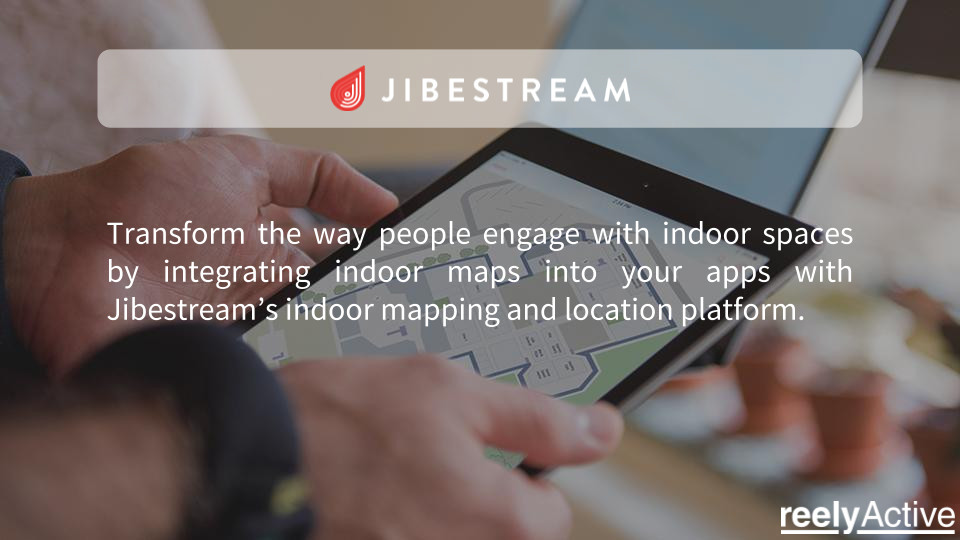 JIBESTREAM
Transform the way people engage with indoor spaces
by integrating indoor maps into your apps with
Jibestream’s indoor mapping and location platform.
reelyActive